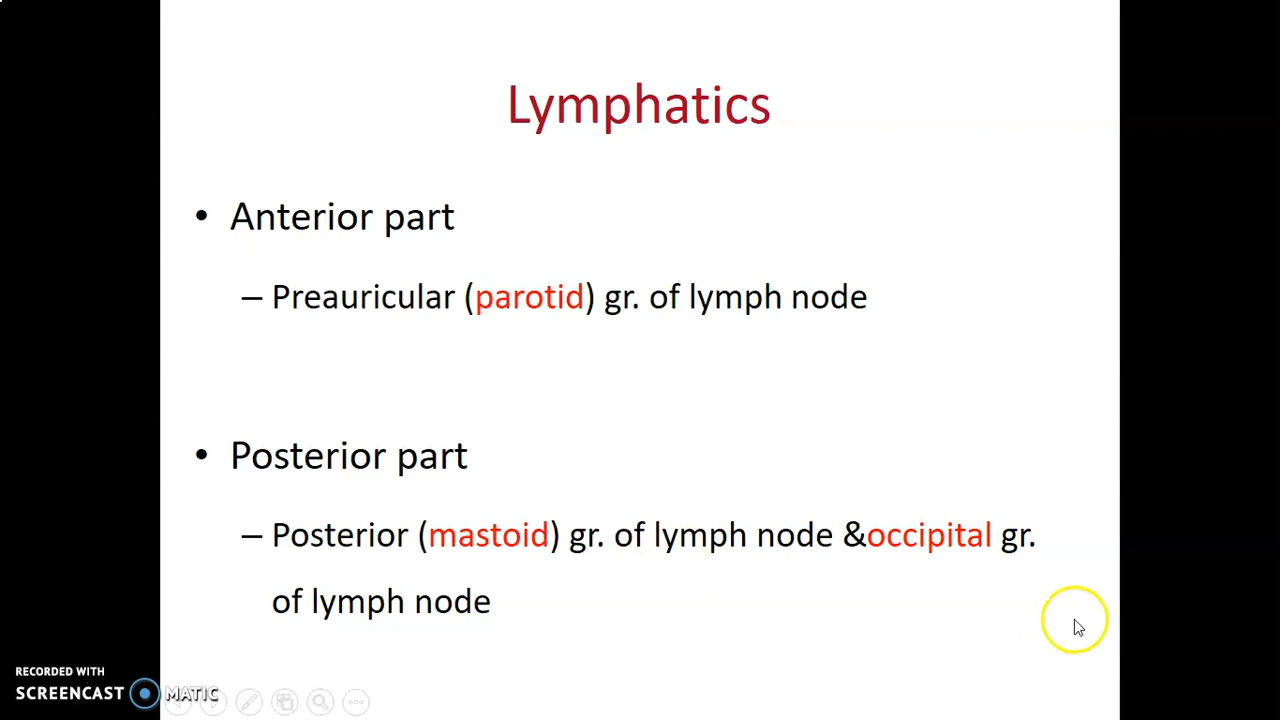 Lymphatics
• Anterior part
– Preauricular (parotid) gr. of lymph node
• Posterior part
– Posterior (mastoid) gr. of lymph node &occipital gr.
of lymph node
RECORDED WITH
SCREENCAST MATIC